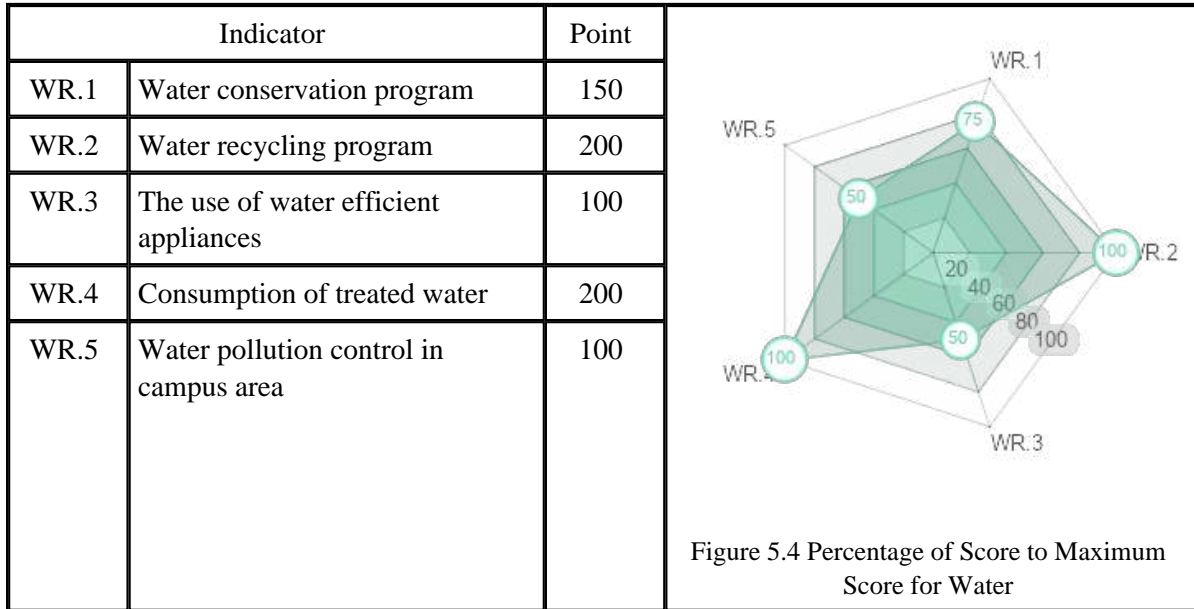 Indicator Point
WR.1 Water conservation program 150
WR.2 Water recycling program 200
WR.3 The use of water efficient 100
appliances
WR.4 Consumption of treated water 200
WR.5 Water pollution control in 100
campus area
WR.1
75
WR.5
50
100 WR.2
20
40
60
80
100
50
100
WR.4
WR.3
Figure 5.4 Percentage of Score to Maximum
Score for Water